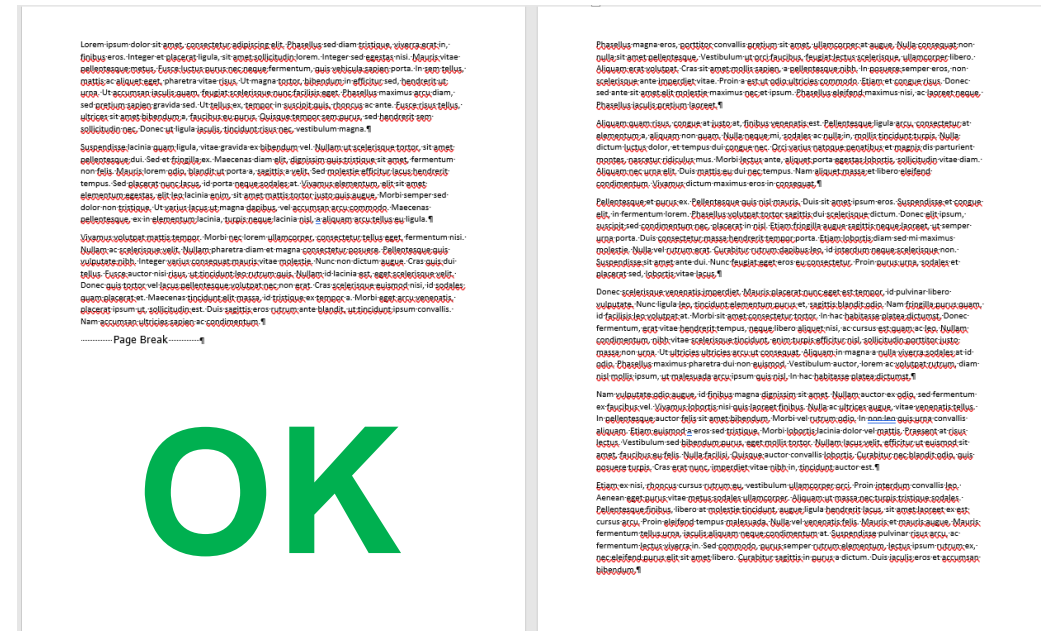 Lorem ipsum dolor sit amet, consectetur adipiscing elit. Phasellus sed diam tristique, viverra erat in,
finibus eros. Integer et placerat ligula, sit amet sollicitudin lorem. Integer sed egestas nisi. Mauris vitae
pellentesque metus. Fusce luctus purus nec neque fermentum, quis vehicula sapien porta. In sed tellus
mattis ac aliquet eget, pharetra vitae risus. Ut magna tortor, bibendum in efficitur sed, hendrerit ut
urna. Ut accumsan iaculis quam, feugiat scelerisque nunc facilisis eget. Phasellus maximus arcu diam,
sed pretium sapien gravida sed. Ut tellus ex, tempor in suscipit quis, rhoncus ac ante. Fusce risus tellus,
ultrices sit amet bibendum a, faucibus eu purus. Quisque tempor sem purus, sed hendrerit sem
sollicitudin nec. Donec ut ligula iaculis, tincidunt risus nec, vestibulum magna.¶
Suspendisse lacinia quam ligula, vitae gravida ex bibendum vel. Nullam ut scelerisque tortor, sit amet
pellentesque dui. Sed et fringilla ex. Maecenas diam elit, dignissim quis tristique sit amet, fermentum
non felis. Mauris lorem odio, blandit ut porta a, sagittis a velit. Sed molestie efficitur lacus hendrerit
tempus. Sed placerat nunc lacus, id porta neque sodales at. Vivamus elementum, elit sit amet
elementum egestas, elit leo lacinia enim, sit amet mattis tortor justo quis augue. Morbi semper sed
dolor non tristique. Ut varius lacus ut magna dapibus, vel accumsan arcu commodo. Maecenas
pellentesque, ex in elementum lacinia, turpis neque lacinia nisl, a aliquam arcu tellus eu ligula.¶
Vivamus volutpat mattis tempor. Morbi nec lorem ullamcorper, consectetur tellus eget, fermentum nisi.
Nullam ac scelerisque velit. Nullam pharetra diam et magna consectetur posuere. Pellentesque quis
vulputate nibh. Integer varius consequat mauris vitae molestie. Nunc non dictum augue. Cras quis dui
tellus. Fusce auctor nisi risus, ut tincidunt leo rutrum quis. Nullam id lacinia est, eget scelerisque velit.
Donec quis tortor vel lacus pellentesque volutpat nec non erat. Cras scelerisque euismod nisi, id sodales
quam placerat et. Maecenas tincidunt elit massa, id tristique ex tempor a. Morbi eget arcu venenatis,
placerat ipsum ut, sollicitudin est. Duis sagittis eros rutrum ante blandit, ut tincidunt ipsum convallis.
Nam accumsan ultricies sapien ac condimentum.¶
Page Break¶
OK
Phasellus magna eros, porttitor convallis pretium sit amet, ullamcorper at augue. Nulla consequat non
nulla sit amet pellentesque. Vestibulum ut orci faucibus, feugiat lectus scelerisque, ullamcorper libero.
Aliquam erat volutpat. Cras sit amet mollis sapien, a pellentesque nibh. In posuere semper eros, non
scelerisque ante imperdiet vitae. Proin a est ut odio ultricies commodo. Etiam et congue risus. Donec
sed ante sit amet elit molestie maximus nec et ipsum. Phasellus eleifend maximus nisi, ac laoreet neque.
Phasellus iaculis pretium laoreet.¶
Aliquam quam risus, congue at justo at, finibus venenatis est. Pellentesque ligula arcu, consectetur at
elementum a, aliquam non quam. Nulla neque mi, sodales ac nulla in, mollis tincidunt turpis. Nulla
dictum luctus dolor, et tempus dui congue nec. Orci varius natoque penatibus et magnis dis parturient
montes, nascetur ridiculus mus. Morbi lectus ante, aliquet porta egestas lobortis, sollicitudin vitae diam.
Aliquam nec urna elit. Duis mattis eu dui nec tempus. Nam aliquet massa et libero eleifend
condimentum. Vivamus dictum maximus eros in consequat.¶
Pellentesque et purus ex. Pellentesque quis nisl mauris. Duis sit amet ipsum eros. Suspendisse et congue
elit, in fermentum lorem. Phasellus volutpat tortor sagittis dui scelerisque dictum. Donec elit ipsum,
suscipit sed condimentum nec, placerat in nisl. Etiam fringilla augue sagittis neque laoreet, ut semper
urna porta. Duis consectetur massa hendrerit tempor porta. Etiam lobortis diam sed mi maximus
molestie. Nulla vel rutrum erat. Curabitur rutrum dapibus leo, id interdum neque scelerisque non.
Suspendisse sit amet ante dui. Nunc feugiat eget eros eu consectetur. Proin purus urna, sodales et
placerat sed, lobortis vitae lacus.¶
Donec scelerisque venenatis imperdiet. Mauris placerat nunc eget est tempor, id pulvinar libero
vulputate. Nunc ligula leo, tincidunt elementum purus et, sagittis blandit odio. Nam fringilla purus quam,
id facilisis leo volutpat at. Morbi sit amet consectetur tortor. In hac habitasse platea dictumst. Donec
fermentum, erat vitae hendrerit tempus, neque libero aliquet nisi, ac cursus est quam ac leo. Nullam
condimentum, nibh vitae scelerisque tincidunt, enim turpis efficitur nisl, sollicitudin porttitor justo
massa non urna. Ut ultricies ultricies arcu ut consequat. Aliquam in magna a nulla viverra sodales at id
odio. Phasellus maximus pharetra dui non euismod. Vestibulum auctor, lorem ac volutpat rutrum, diam
nisl mollis ipsum, ut malesuada arcu ipsum quis nisl. In hac habitasse platea dictumst.¶
Nam vulputate odio augue, id finibus magna dignissim sit amet. Nullam auctor ex odio, sed fermentum
ex faucibus vel. Vivamus lobortis nisi quis laoreet finibus. Nulla ac ultrices augue, vitae venenatis tellus.
In pellentesque auctor felis sit amet bibendum. Morbi vel rutrum odio. In non leo quis urna convallis
aliquam. Etiam euismod a eros sed tristique. Morbi lobortis lacinia dolor vel mattis. Praesent at risus
lectus. Vestibulum sed bibendum purus, eget mollis tortor. Nullam lacus velit, efficitur ut euismod sit
amet, faucibus eu felis. Nulla facilisi. Quisque auctor convallis lobortis. Curabitur nec blandit odio, quis
posuere turpis. Cras erat nunc, imperdiet vitae nibh in, tincidunt auctor est.¶
Etiam ex nisi, rhoncus cursus rutrum eu, vestibulum ullamcorper orci. Proin interdum convallis leo.
Aenean eget purus vitae metus sodales ullamcorper. Aliquam ut massa nec turpis tristique sodales.
Pellentesque finibus, libero at molestie tincidunt, augue ligula hendrerit lacus, sit amet laoreet ex est
cursus arcu. Proin eleifend tempus malesuada. Nulla vel venenatis felis. Mauris et mauris augue. Mauris
fermentum tellus urna, iaculis aliquam neque condimentum at. Suspendisse pulvinar risus arcu, ac
fermentum lectus viverra in. Sed commodo, purus semper rutrum elementum, lectus ipsum rutrum ex,
nec eleifend purus elit sit amet libero. Curabitur sagittis in purus a dictum. Duis iaculis eros et accumsan
bibendum.¶